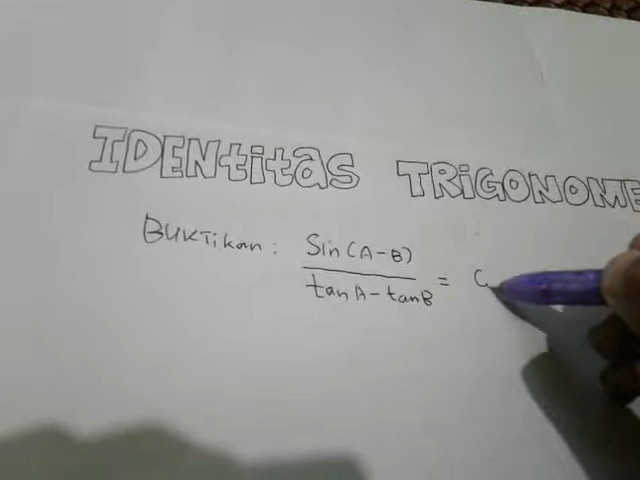 IDENtitas TRiGONOME
BUKTikan : Sin(A-B)
tanA-tanB = C